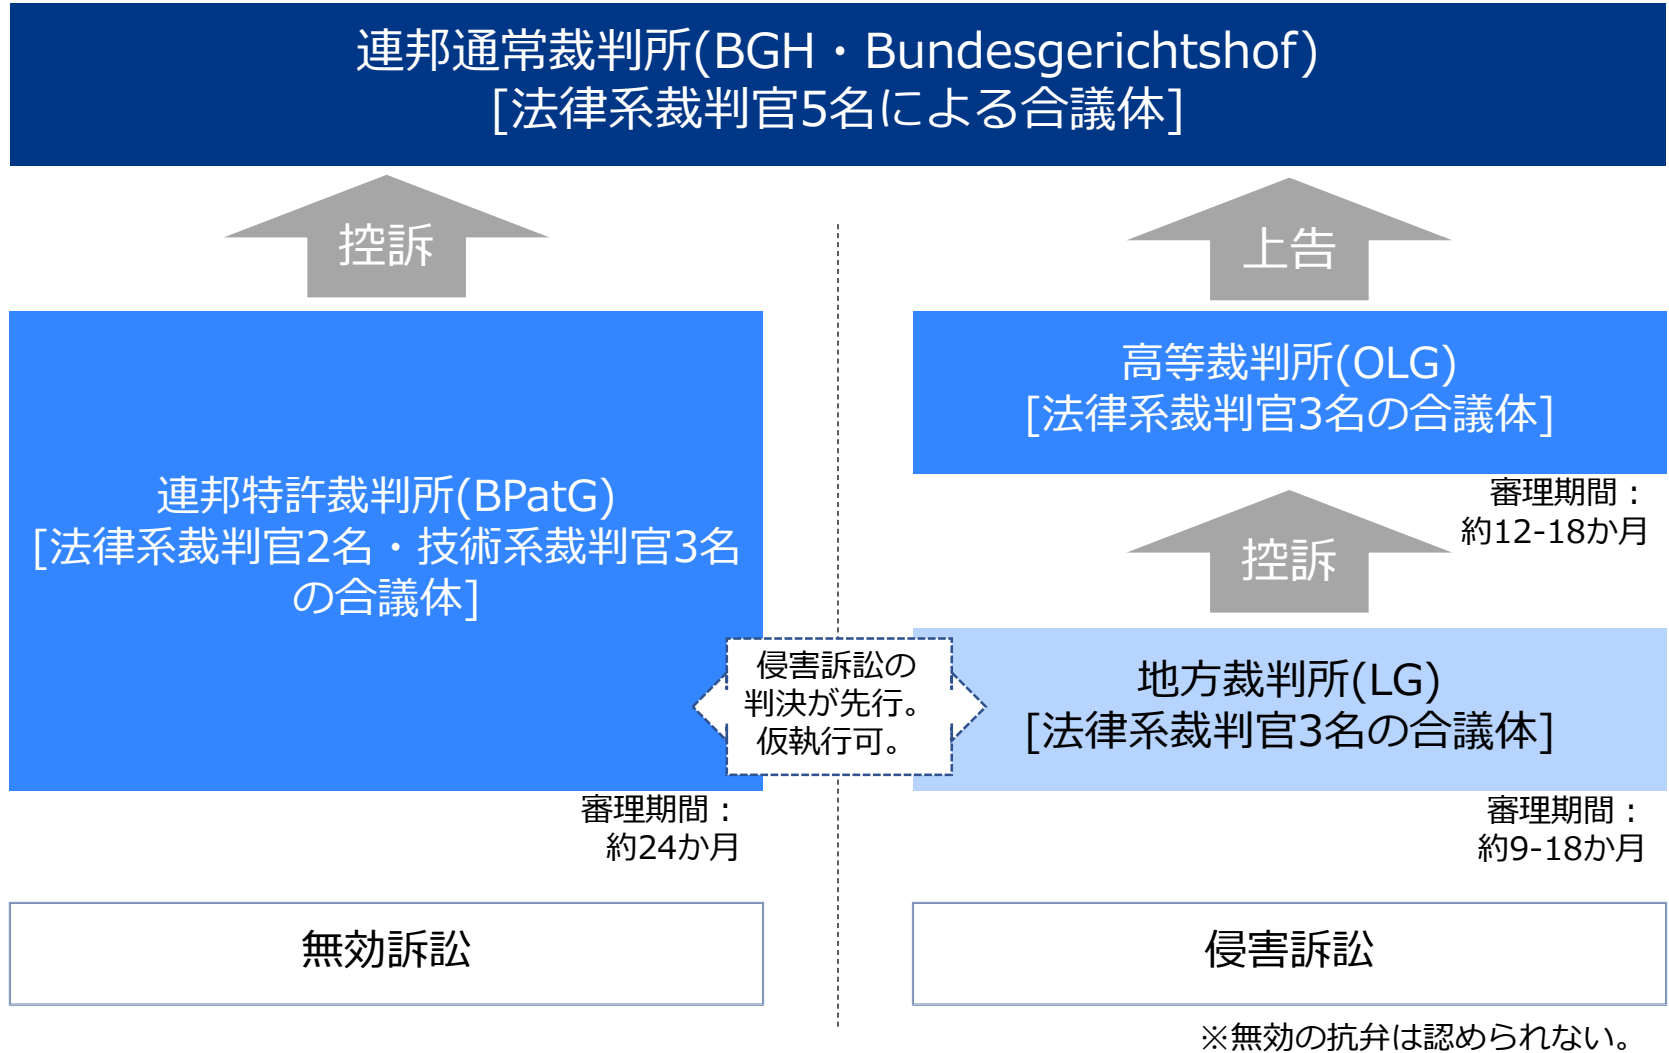 連邦通常裁判所(BGH・Bundesgerichtshof)
[法律系裁判官5名による合議体]
控訴
上告
連邦特許裁判所(BPatG)
[法律系裁判官2名・技術系裁判官3名
の合議体]
審理期間：
約24か月
高等裁判所(OLG)
[法律系裁判官3名の合議体]
審理期間：
約12-18か月
控訴
侵害訴訟の
判決が先行。
仮執行可。
地方裁判所(LG)
[法律系裁判官3名の合議体]
審理期間：
約9-18か月
無効訴訟
侵害訴訟
※無効の抗弁は認められない。